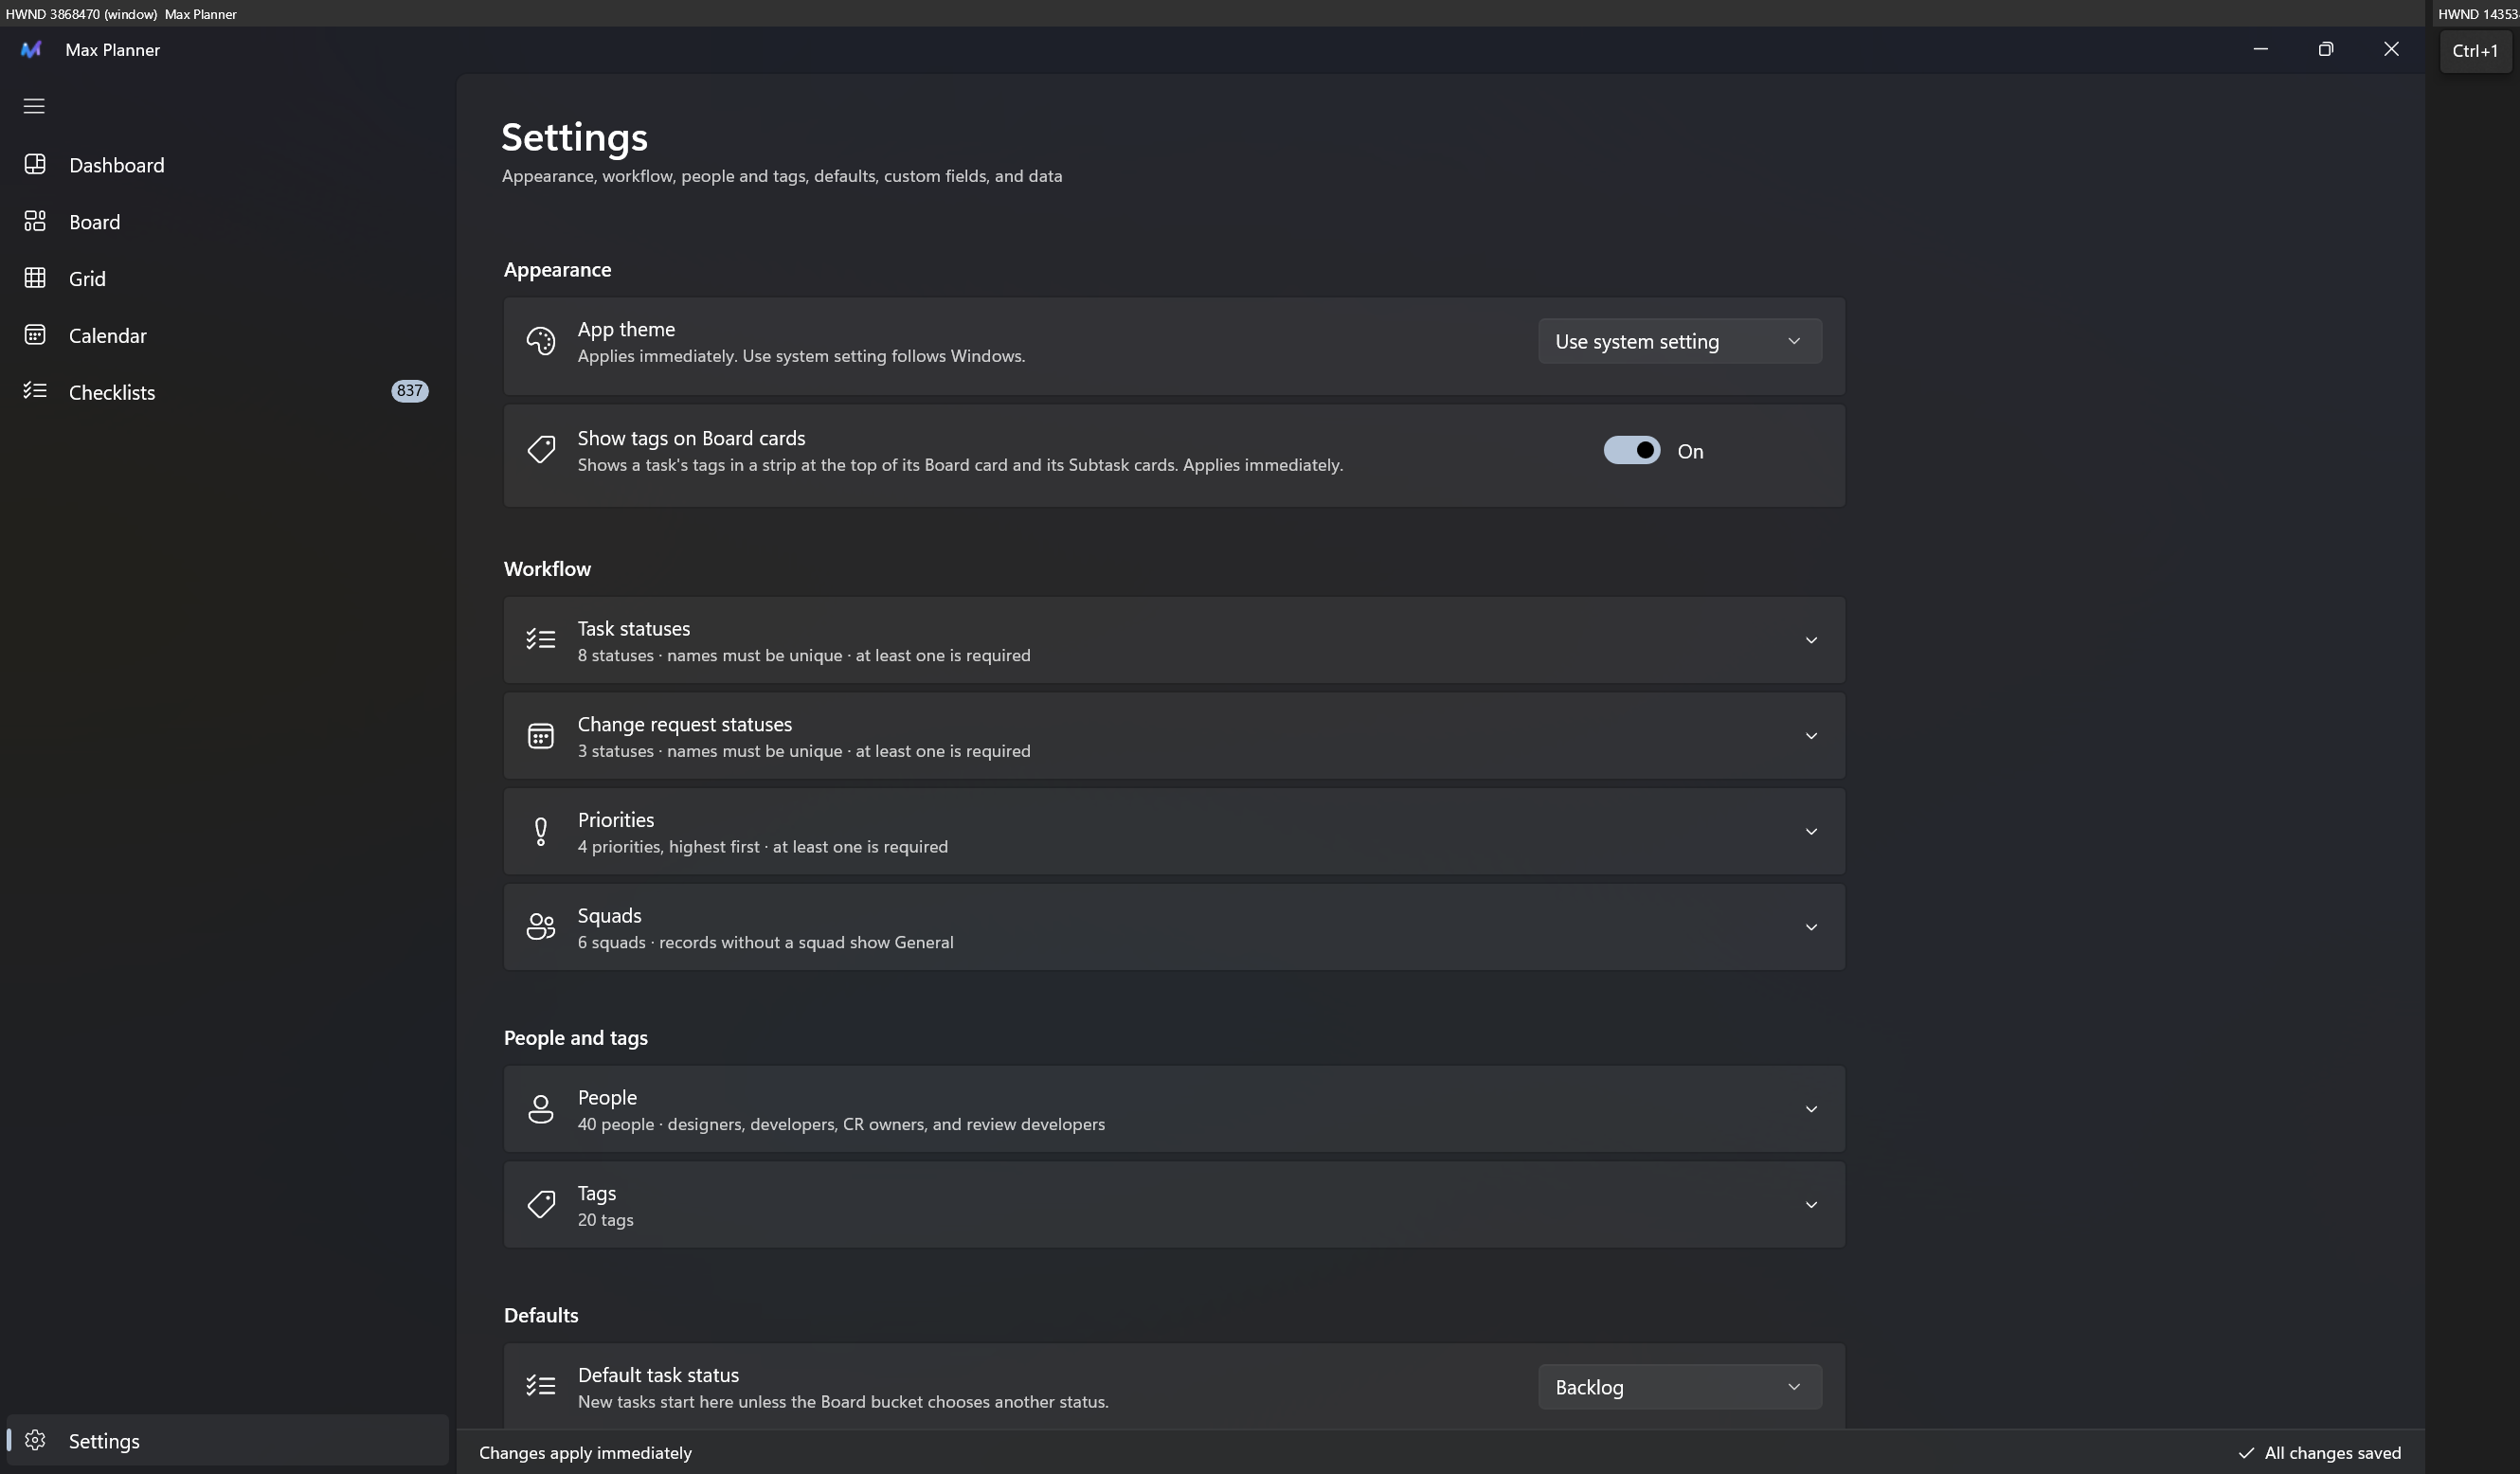 HWND 3868470 (window) Max Planner
HWND 14353
Max Planner
Ctrl+1
Dashboard
Board
Grid
Calendar
Checklists
837
Settings
Settings
Appearance, workflow, people and tags, defaults, custom fields, and data
Appearance
App theme
Applies immediately. Use system setting follows Windows.
Use system setting
Show tags on Board cards
Shows a task's tags in a strip at the top of its Board card and its Subtask cards. Applies immediately.
On
Workflow
Task statuses
8 statuses · names must be unique · at least one is required
Change request statuses
3 statuses · names must be unique · at least one is required
Priorities
4 priorities, highest first · at least one is required
Squads
6 squads · records without a squad show General
People and tags
People
40 people · designers, developers, CR owners, and review developers
Tags
20 tags
Defaults
Default task status
New tasks start here unless the Board bucket chooses another status.
Backlog
Changes apply immediately
All changes saved